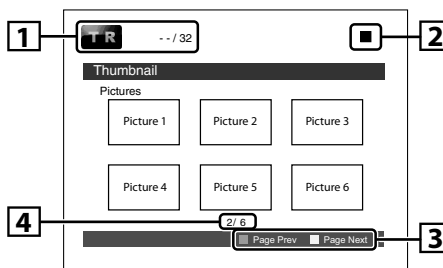 1
TR - - / 32
2
Thumbnail
Pictures
Picture 1 Picture 2 Picture 3
Picture 4 Picture 5 Picture 6
4
2/ 6
Page Prev Page Next
3